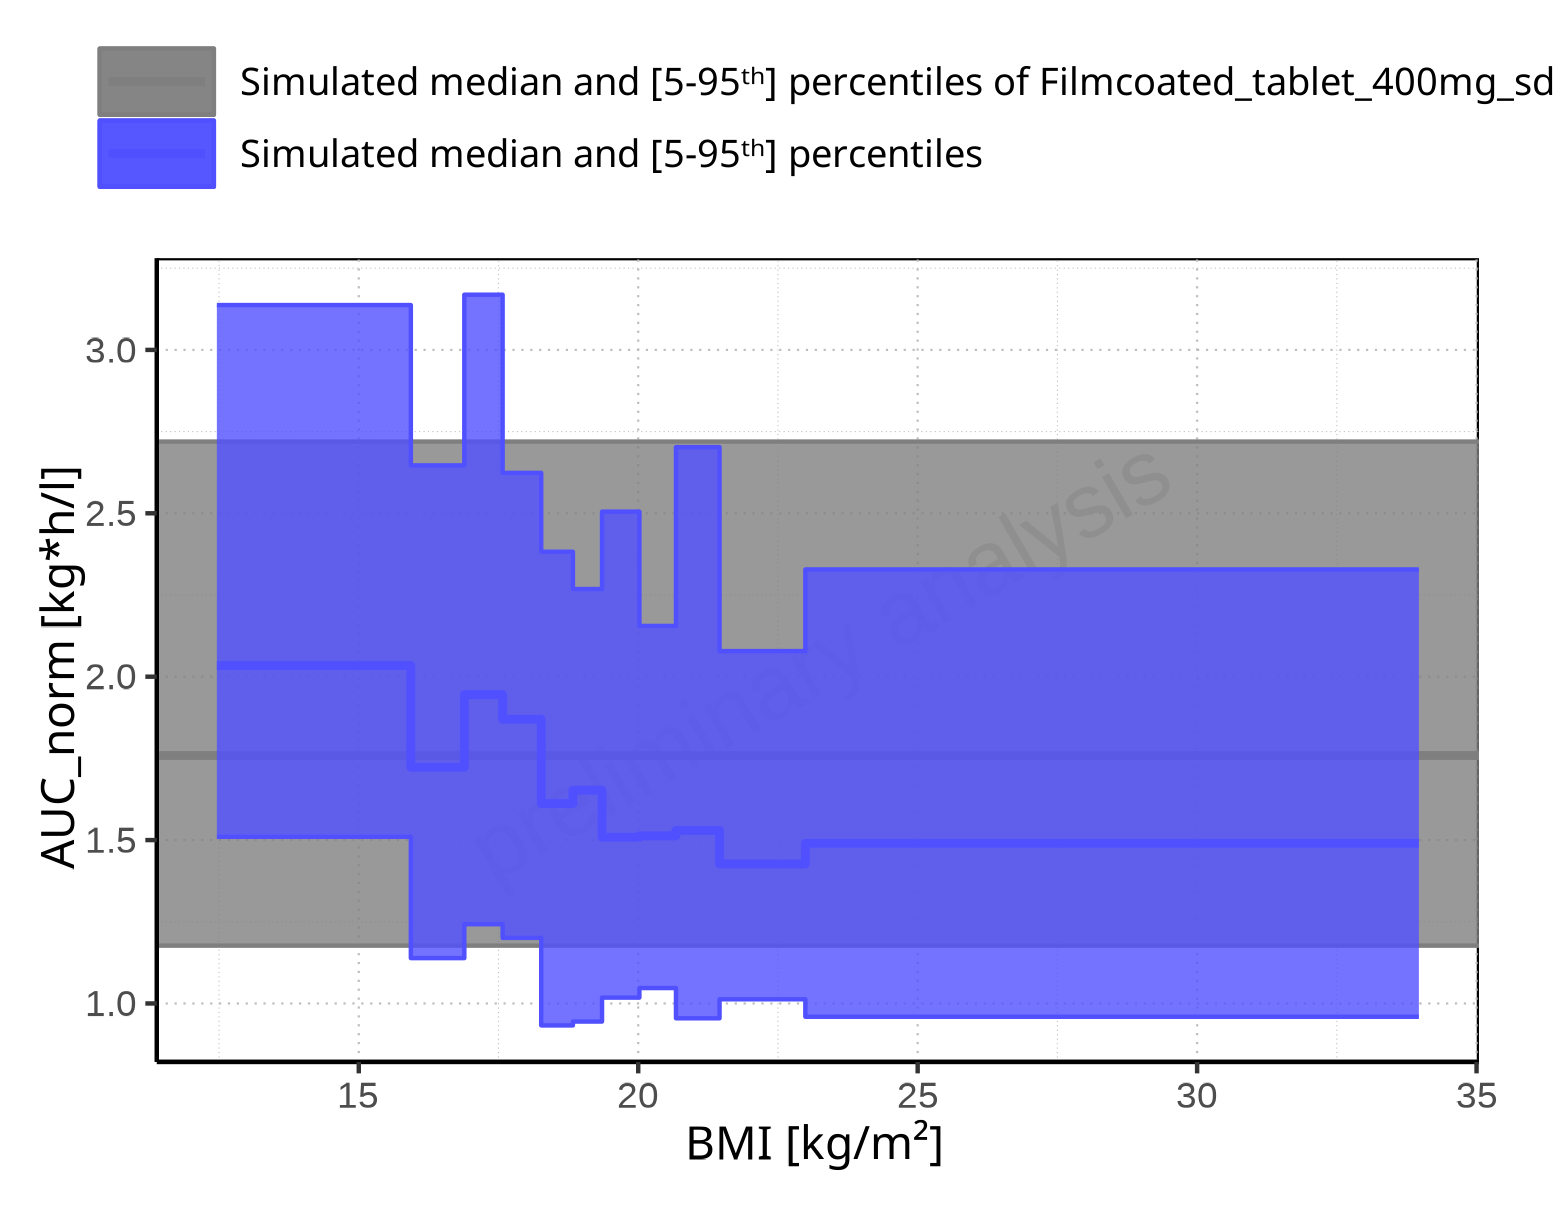 Simulated median and [5-95ᵗʰ] percentiles of Filmcoated_tablet_400mg_sd
Simulated median and [5-95ᵗʰ] percentiles
3.0
2.5
2.0
1.5
1.0
AUC_norm [kg*h/l]
preliminary analysis
15 20 25 30 35
BMI [kg/m²]